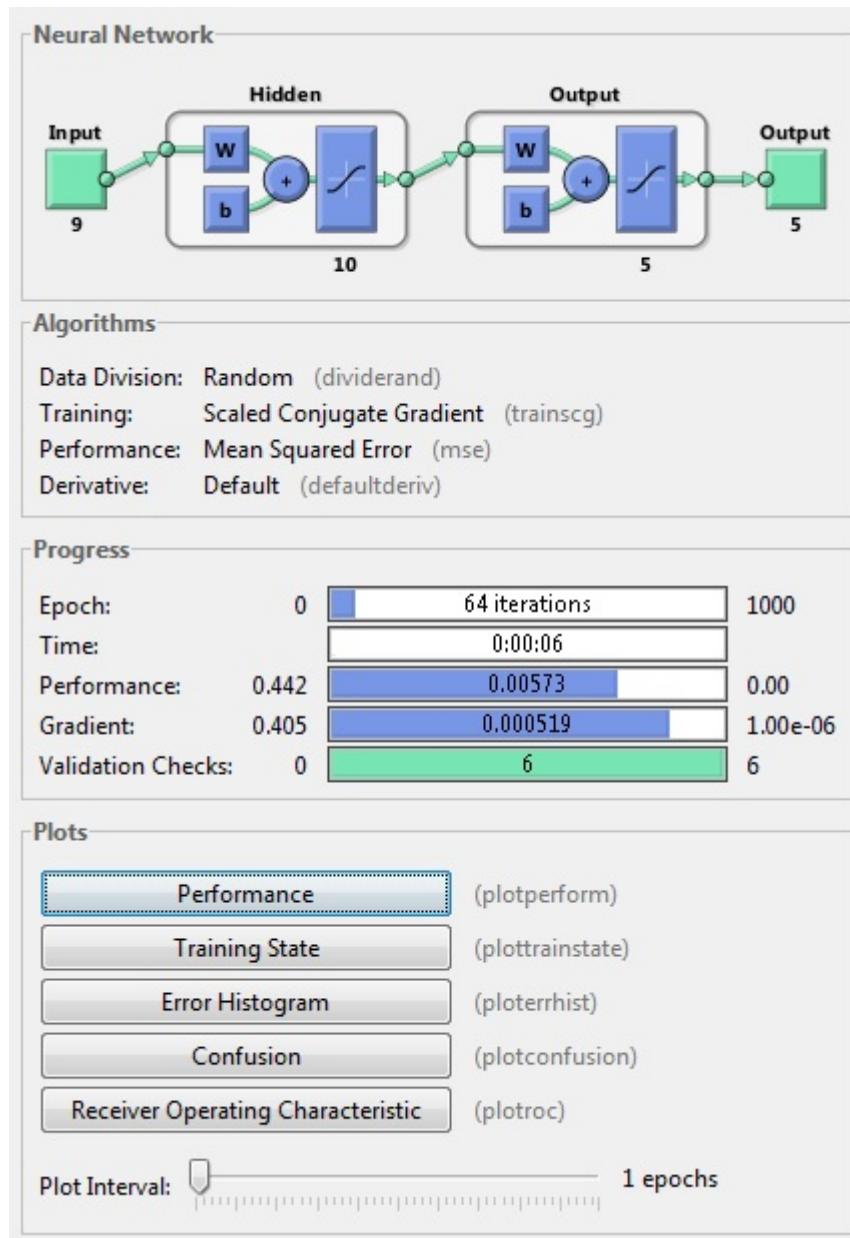 Neural Network
Hidden Output
Input W b + W b + Output
9 10 5 5
Algorithms
Data Division: Random (dividerand)
Training: Scaled Conjugate Gradient (trainscg)
Performance: Mean Squared Error (mse)
Derivative: Default (defaultderiv)
Progress
Epoch: 0 64 iterations 1000
Time: 0:00:06
Performance: 0.442 0.00573 0.00
Gradient: 0.405 0.000519 1.00e-06
Validation Checks: 0 6 6
Plots
Performance (plotperform)
Training State (plottrainstate)
Error Histogram (ploterrhist)
Confusion (plotconfusion)
Receiver Operating Characteristic (plotroc)
Plot Interval: 1 epochs